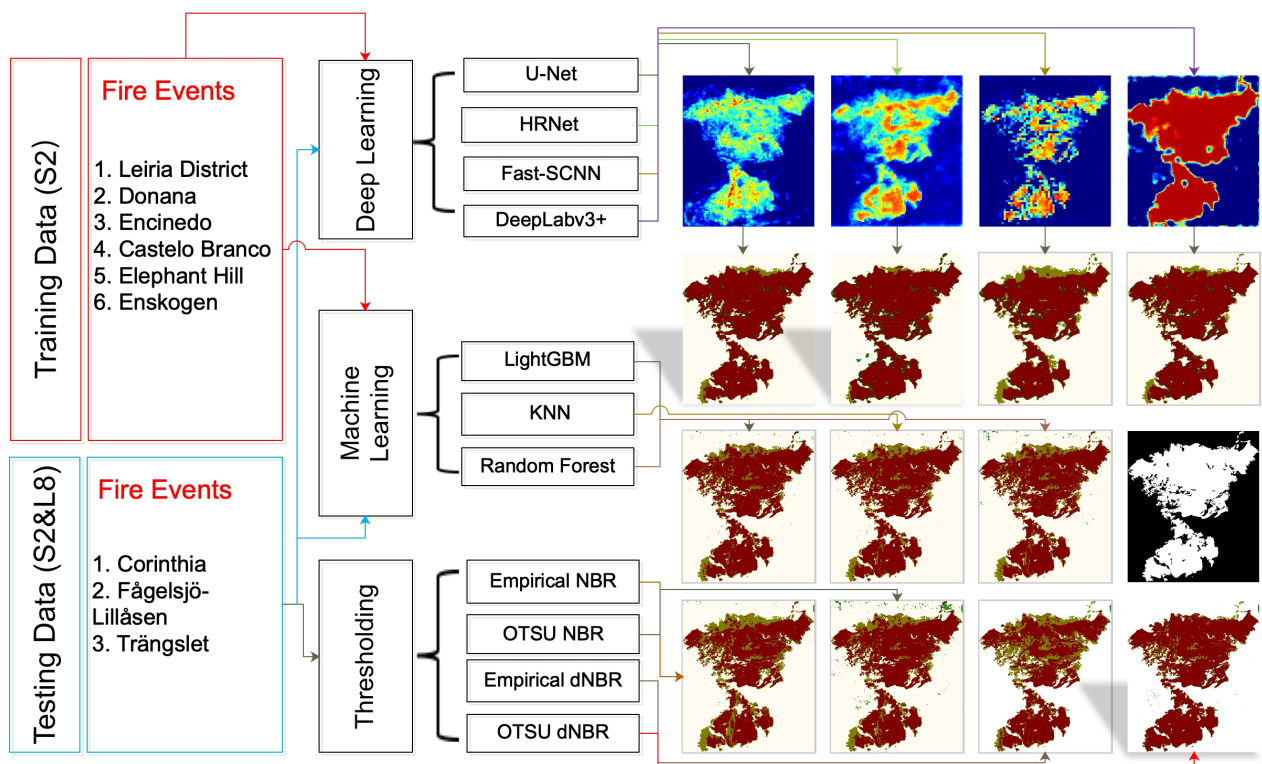 Training Data (S2)
Fire Events
1. Leiria District
2. Donana
3. Encinedo
4. Castelo Branco
5. Elephant Hill
6. Enskogen
Testing Data (S2&L8)
Fire Events
1. Corinthia
2. Fågelsjö-
Lillåsen
3. Trängslet
Deep Learning
U-Net
HRNet
Fast-SCNN
DeepLabv3+
Machine
Learning
LightGBM
KNN
Random Forest
Thresholding
Empirical NBR
OTSU NBR
Empirical dNBR
OTSU dNBR